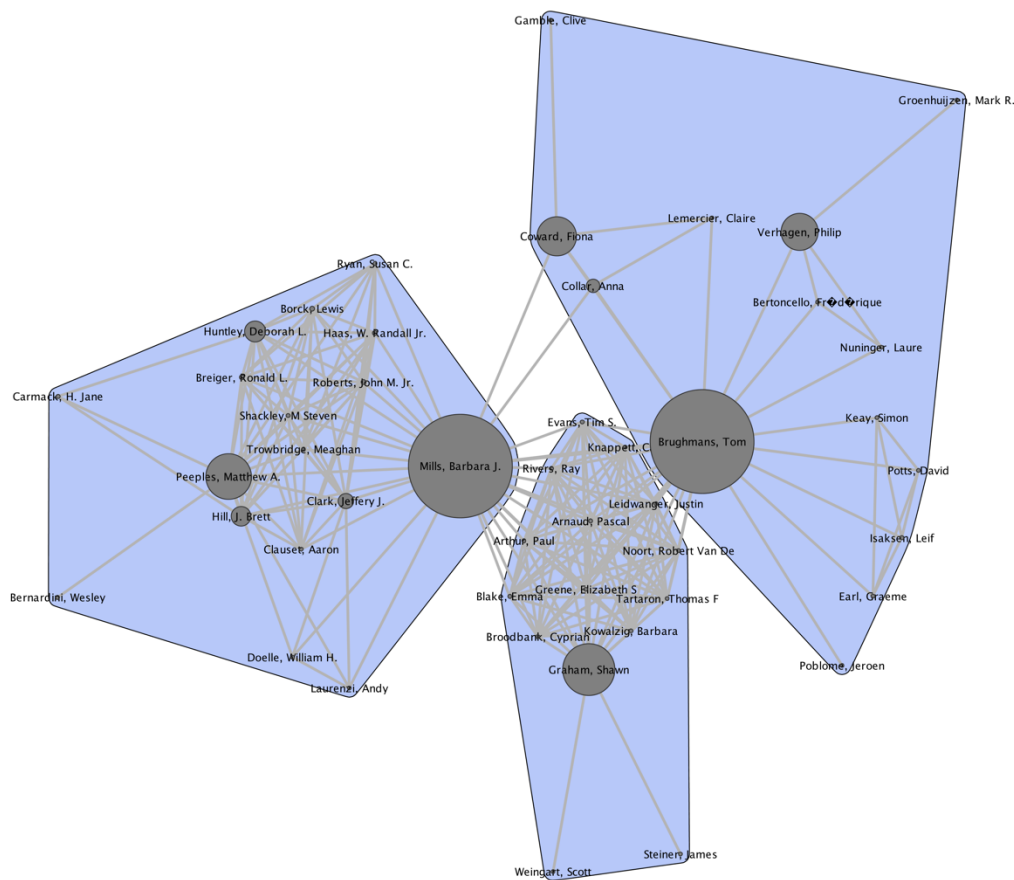 Gamble, Clive
Groenhuijzen, Mark R.
Lemercier, Claire
Coward, Fiona
Verhagen, Philip
Ryan, Susan C.
Collar, Anna
Bertoncello, Fr�d�rique
Borck, Lewis
Huntley, Deborah L.
Haas, W. Randall Jr.
Nuninger, Laure
Breiger, Ronald L.
Roberts, John M. Jr.
Carmack, H. Jane
Shackley, M Steven
Evans, Tim S.
Keay, Simon
Brughmans, Tom
Trowbridge, Meaghan
Knappett, C
Mills, Barbara J.
Rivers, Ray
Potts, David
Peeples, Matthew A.
Clark, Jeffery J.
Leidwanger, Justin
Hill, J. Brett
Arnaud, Pascal
Isaksen, Leif
Arthur, Paul
Clauset, Aaron
Noort, Robert Van De
Greene, Elizabeth S
Blake, Emma
Tartaron, Thomas F
Earl, Graeme
Bernardini, Wesley
Kowalzig, Barbara
Broodbank, Cyprian
Doelle, William H.
Poblome, Jeroen
Graham, Shawn
Laurenzi, Andy
Steiner, James
Weingart, Scott